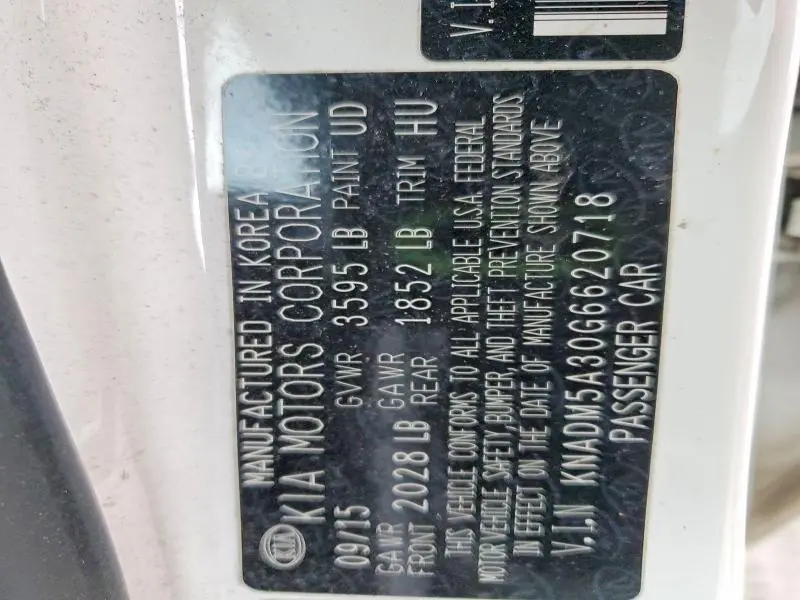 V.I
MANUFACTURED IN KOREA
KIA KIA MOTORS CORPORATION
09/15 GVWR 3595 LB PAINT UD
GAWR FRONT 2028 LB GAWR REAR 1852 LB TRIM HU
THIS VEHICLE CONFORMS TO ALL APPLICABLE U.S.A. FEDERAL
MOTOR VEHICLE SAFETY, BUMPER, AND THEFT PREVENTION STANDARDS
IN EFFECT ON THE DATE OF MANUFACTURE SHOWN ABOVE
V.I.N KNADM5A30G6620718
PASSENGER CAR